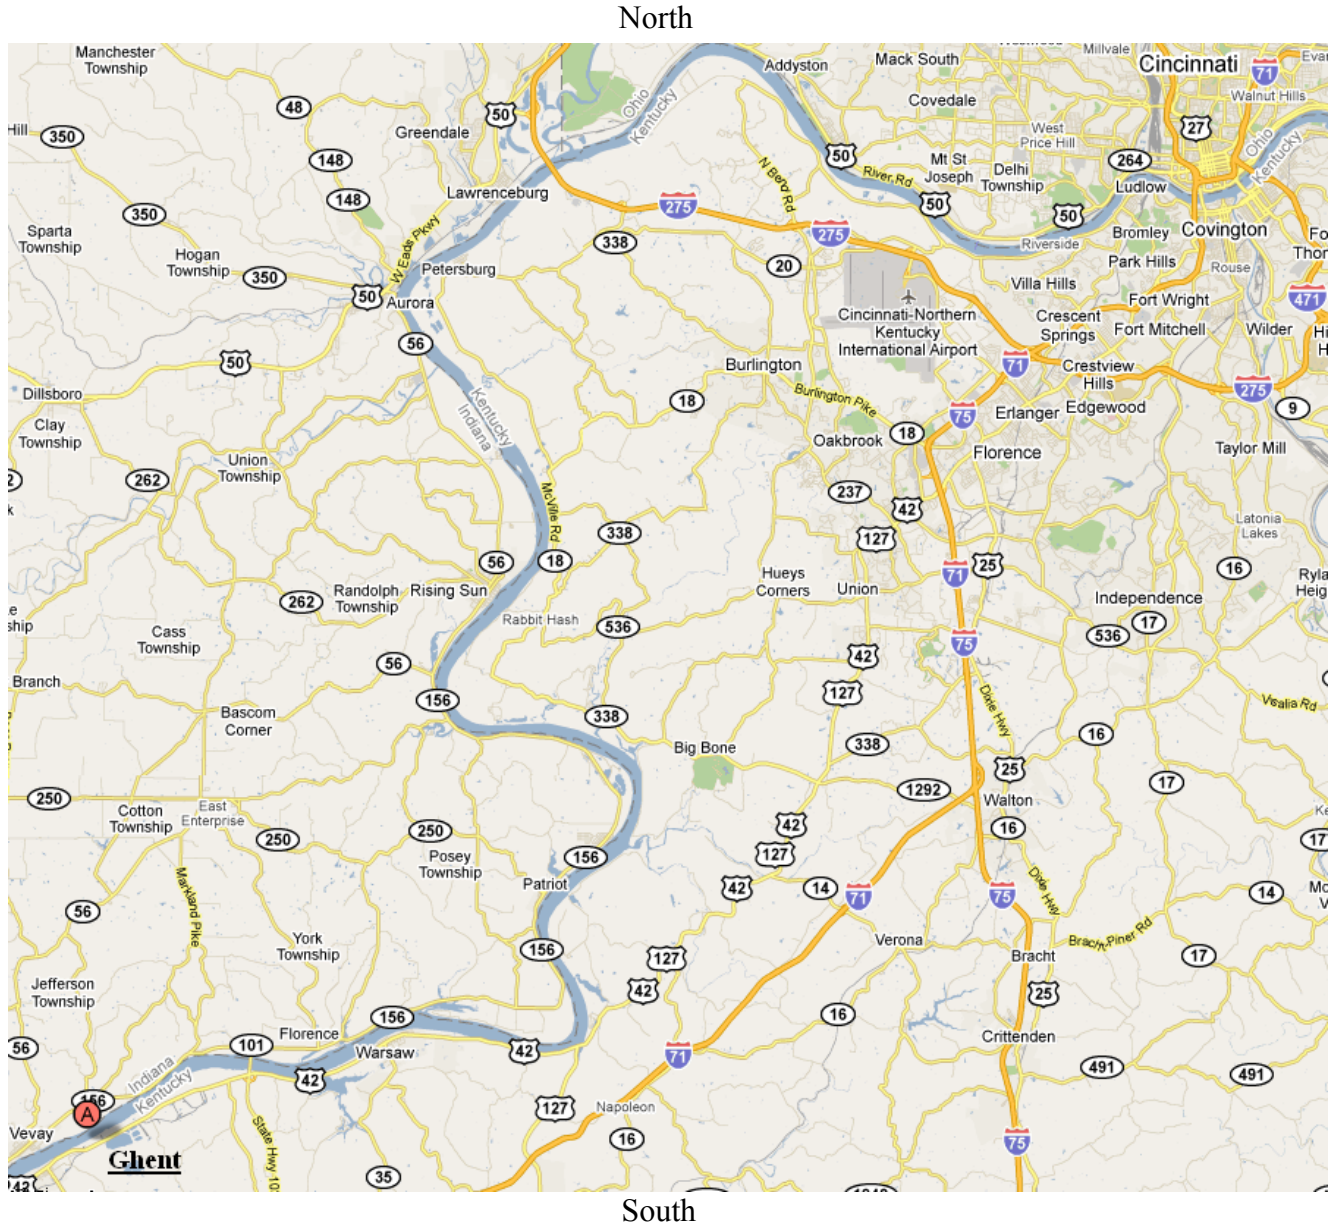 North
Manchester
Township
Addyston
Mack South
Millvale
Cincinnati
71
Walnut Hills
48
50
Ohio
Kentucky
Covedale
350
Greendale
West
Price Hill
27
Ohio
Kentucky
148
50
Mt St
Joseph
Delhi
Township
264
N Bend Rd
River Rd
Ludlow
148
Lawrenceburg
275
50
50
350
Sparta
Township
W Eads Pkwy
338
275
Riverside
Bromley
Covington
Hogan
Township
350
Petersburg
20
Park Hills
Rouse
50
Aurora
Villa Hills
Fort Wright
471
Cincinnati-Northern
Kentucky
International Airport
Crescent
Springs
Fort Mitchell
Wilder
56
50
Burlington
71
Crestview
Hills
275
Dillsboro
Kentucky
Indiana
18
Burlington Pike
75
Erlanger
Edgewood
9
Clay
Township
Oakbrook
18
Florence
Taylor Mill
Union
Township
262
McVille Rd
237
42
127
Latonia
Lakes
338
56
18
71
25
16
Hueys
Corners
Union
Randolph
Township
Rising Sun
262
Independence
Rabbit Hash
536
17
536
Cass
Township
56
42
75
Branch
156
127
Dixie Hwy
Visalia Rd
Bascom
Corner
338
Big Bone
338
16
25
17
250
1292
Walton
Cotton
Township
East
Enterprise
250
250
42
16
17
Posey
Township
156
127
Markland Pike
Patriot
42
14
71
75
Dixie Hwy
14
56
York
Township
156
127
Verona
Bracht-Piner Rd
Bracht
17
Jefferson
Township
42
25
156
16
Florence
101
Warsaw
42
Crittenden
56
71
Indiana
Kentucky
42
491
491
156
A
127
Napoleon
Vevay
State Hwy
16
75
Ghent
35
42
South